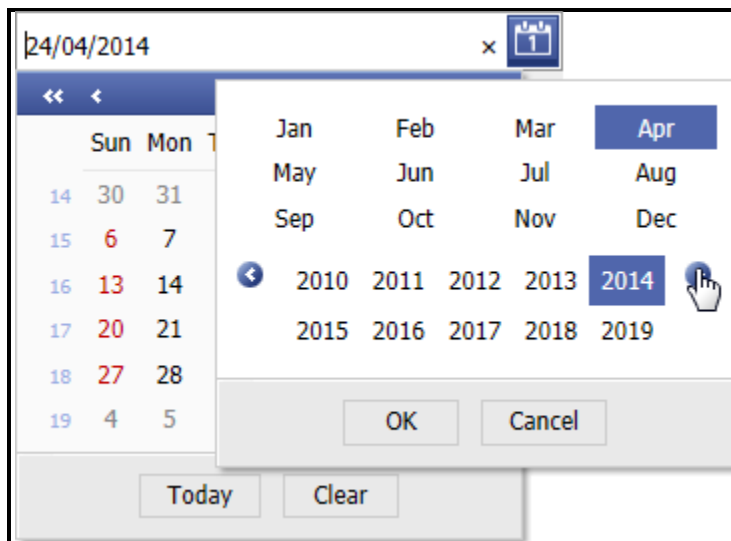 24/04/2014 × 1
« ‹
Sun Mon T
14 30 31
15 6 7
16 13 14
17 20 21
18 27 28
19 4 5
Today Clear
Jan Feb Mar Apr
May Jun Jul Aug
Sep Oct Nov Dec
2010 2011 2012 2013 2014
2015 2016 2017 2018 2019
OK Cancel